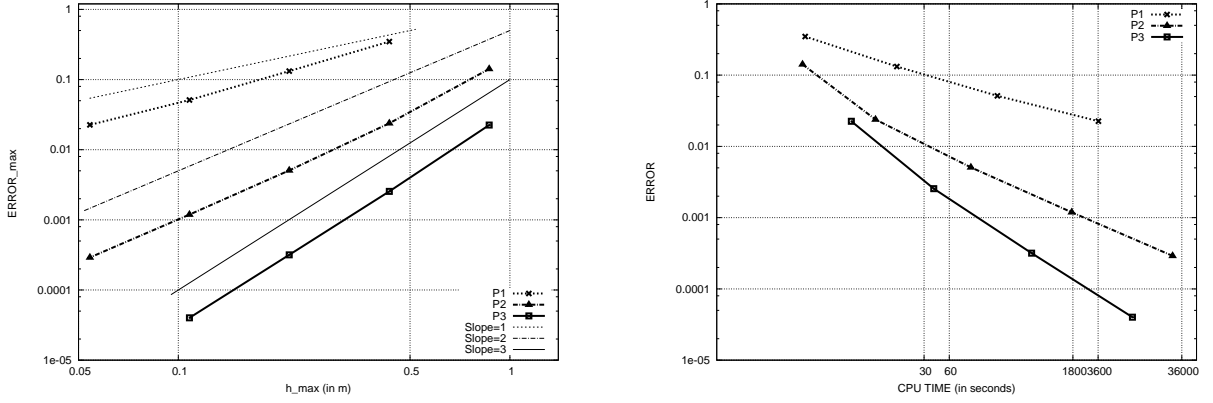 1
0.1
0.01
0.001
0.0001
1e-05
ERROR_max
0.05
0.1
0.5
1
h_max (in m)
P1
P2
P3
Slope=1
Slope=2
Slope=3
1
0.1
0.01
0.001
0.0001
1e-05
ERROR
30
60
1800
3600
36000
CPU TIME (in seconds)
P1
P2
P3